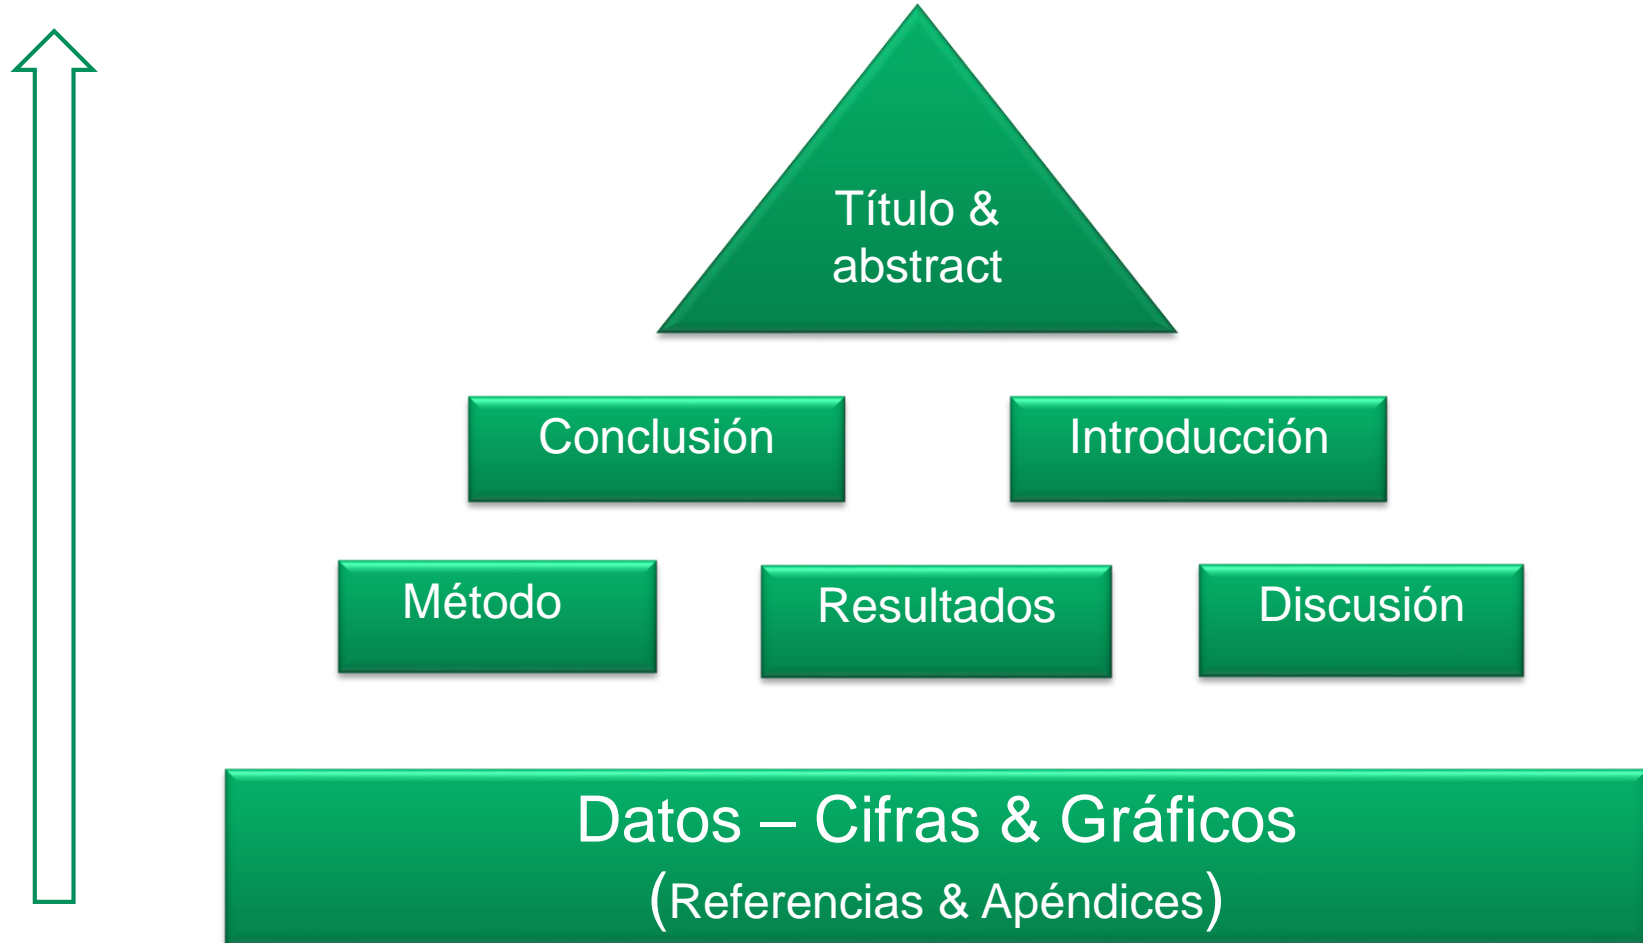 Título &
abstract
Conclusión
Introducción
Método
Resultados
Discusión
Datos – Cifras & Gráficos
(Referencias & Apéndices)